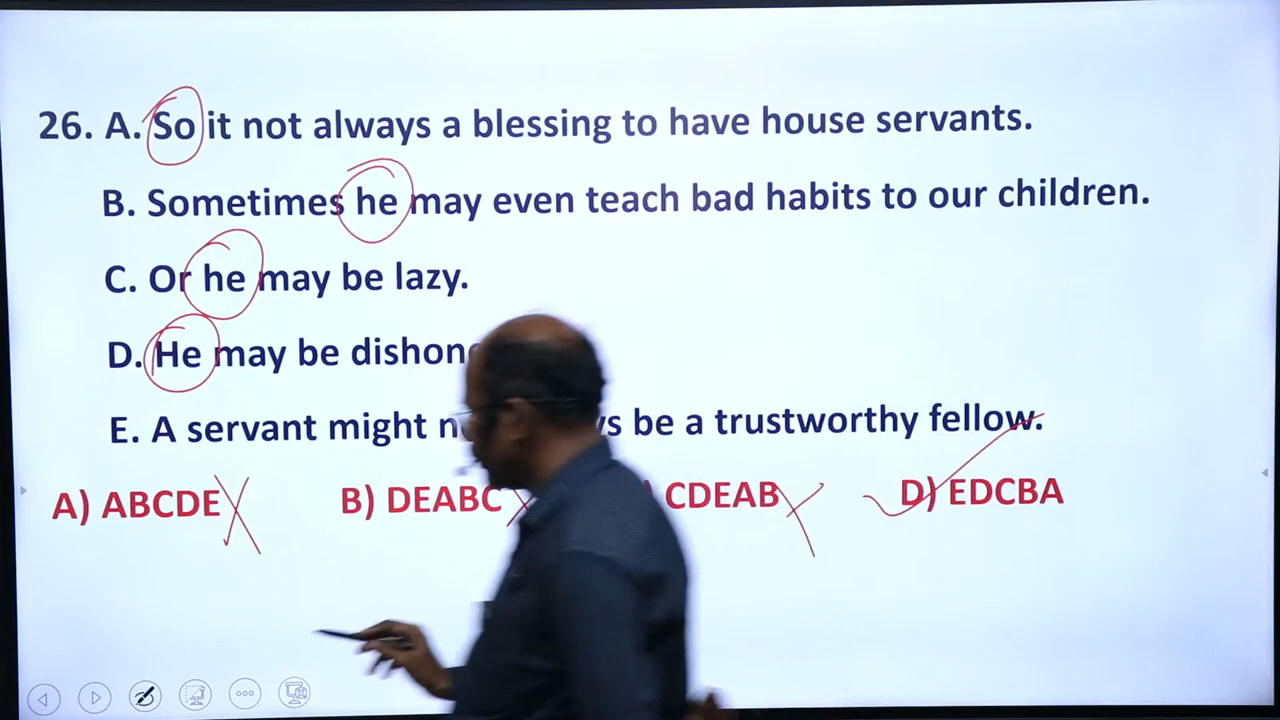 26. A. So it not always a blessing to have house servants.
B. Sometimes he may even teach bad habits to our children.
C. Or he may be lazy.
D. He may be
E. A servant might be a trustworthy fellow.
A) ABCDE B) DEABC CDEAB D) EDCBA